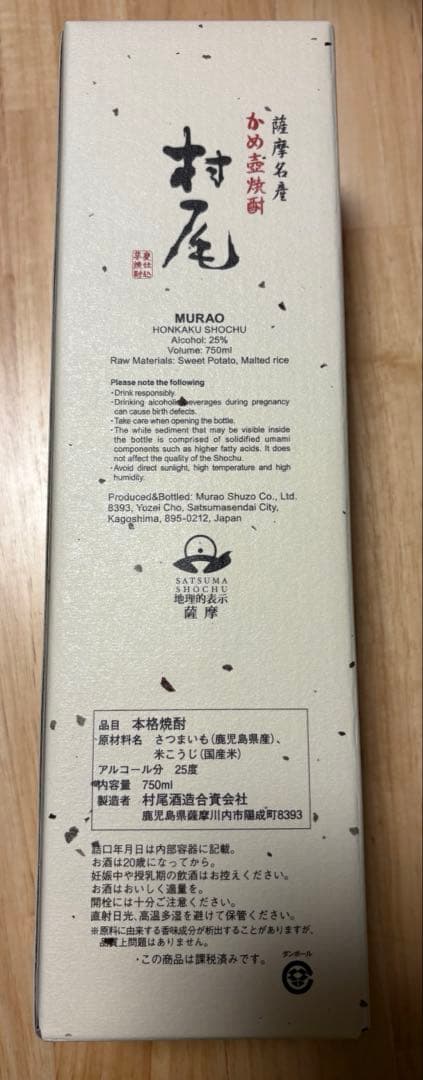 薩摩名産
かめ壺焼酎
村尾
MURAO
HONKAKU SHOCHU
Alcohol: 25%
Volume: 750ml
Raw Materials: Sweet Potato, Malted rice
Please note the following
・Drink responsibly.
・Drinking alcoholic beverages during pregnancy
can cause birth defects.
・Take care when opening the bottle.
・The white sediment that may be visible inside
the bottle is comprised of solidified umami
components such as higher fatty acids. It does
not affect the quality of the Shochu.
・Avoid direct sunlight, high temperature and high
humidity.
Produced&Bottled: Murao Shuzo Co., Ltd.
8393, Yozei Cho, Satsumasendai City,
Kagoshima, 895-0212, Japan
SATSUMA
SHOCHU
地理的表示
薩摩
品目 本格焼酎
原材料名 さつまいも(鹿児島県産)、
米こうじ(国産米)
アルコール分 25度
内容量 750ml
製造者 村尾酒造合資会社
鹿児島県薩摩川内市陽成町8393
詰口年月日は内部容器に記載。
お酒は20歳になってから。
妊娠中や授乳期の飲酒はお控えください。
お酒はおいしく適量を。
開栓には十分ご注意ください。
直射日光、高温多湿を避けて保管ください。
※原料に由来する香味成分が析出することがありますが、
品質上問題はありません。
・この商品は課税済みです。
ダンボール